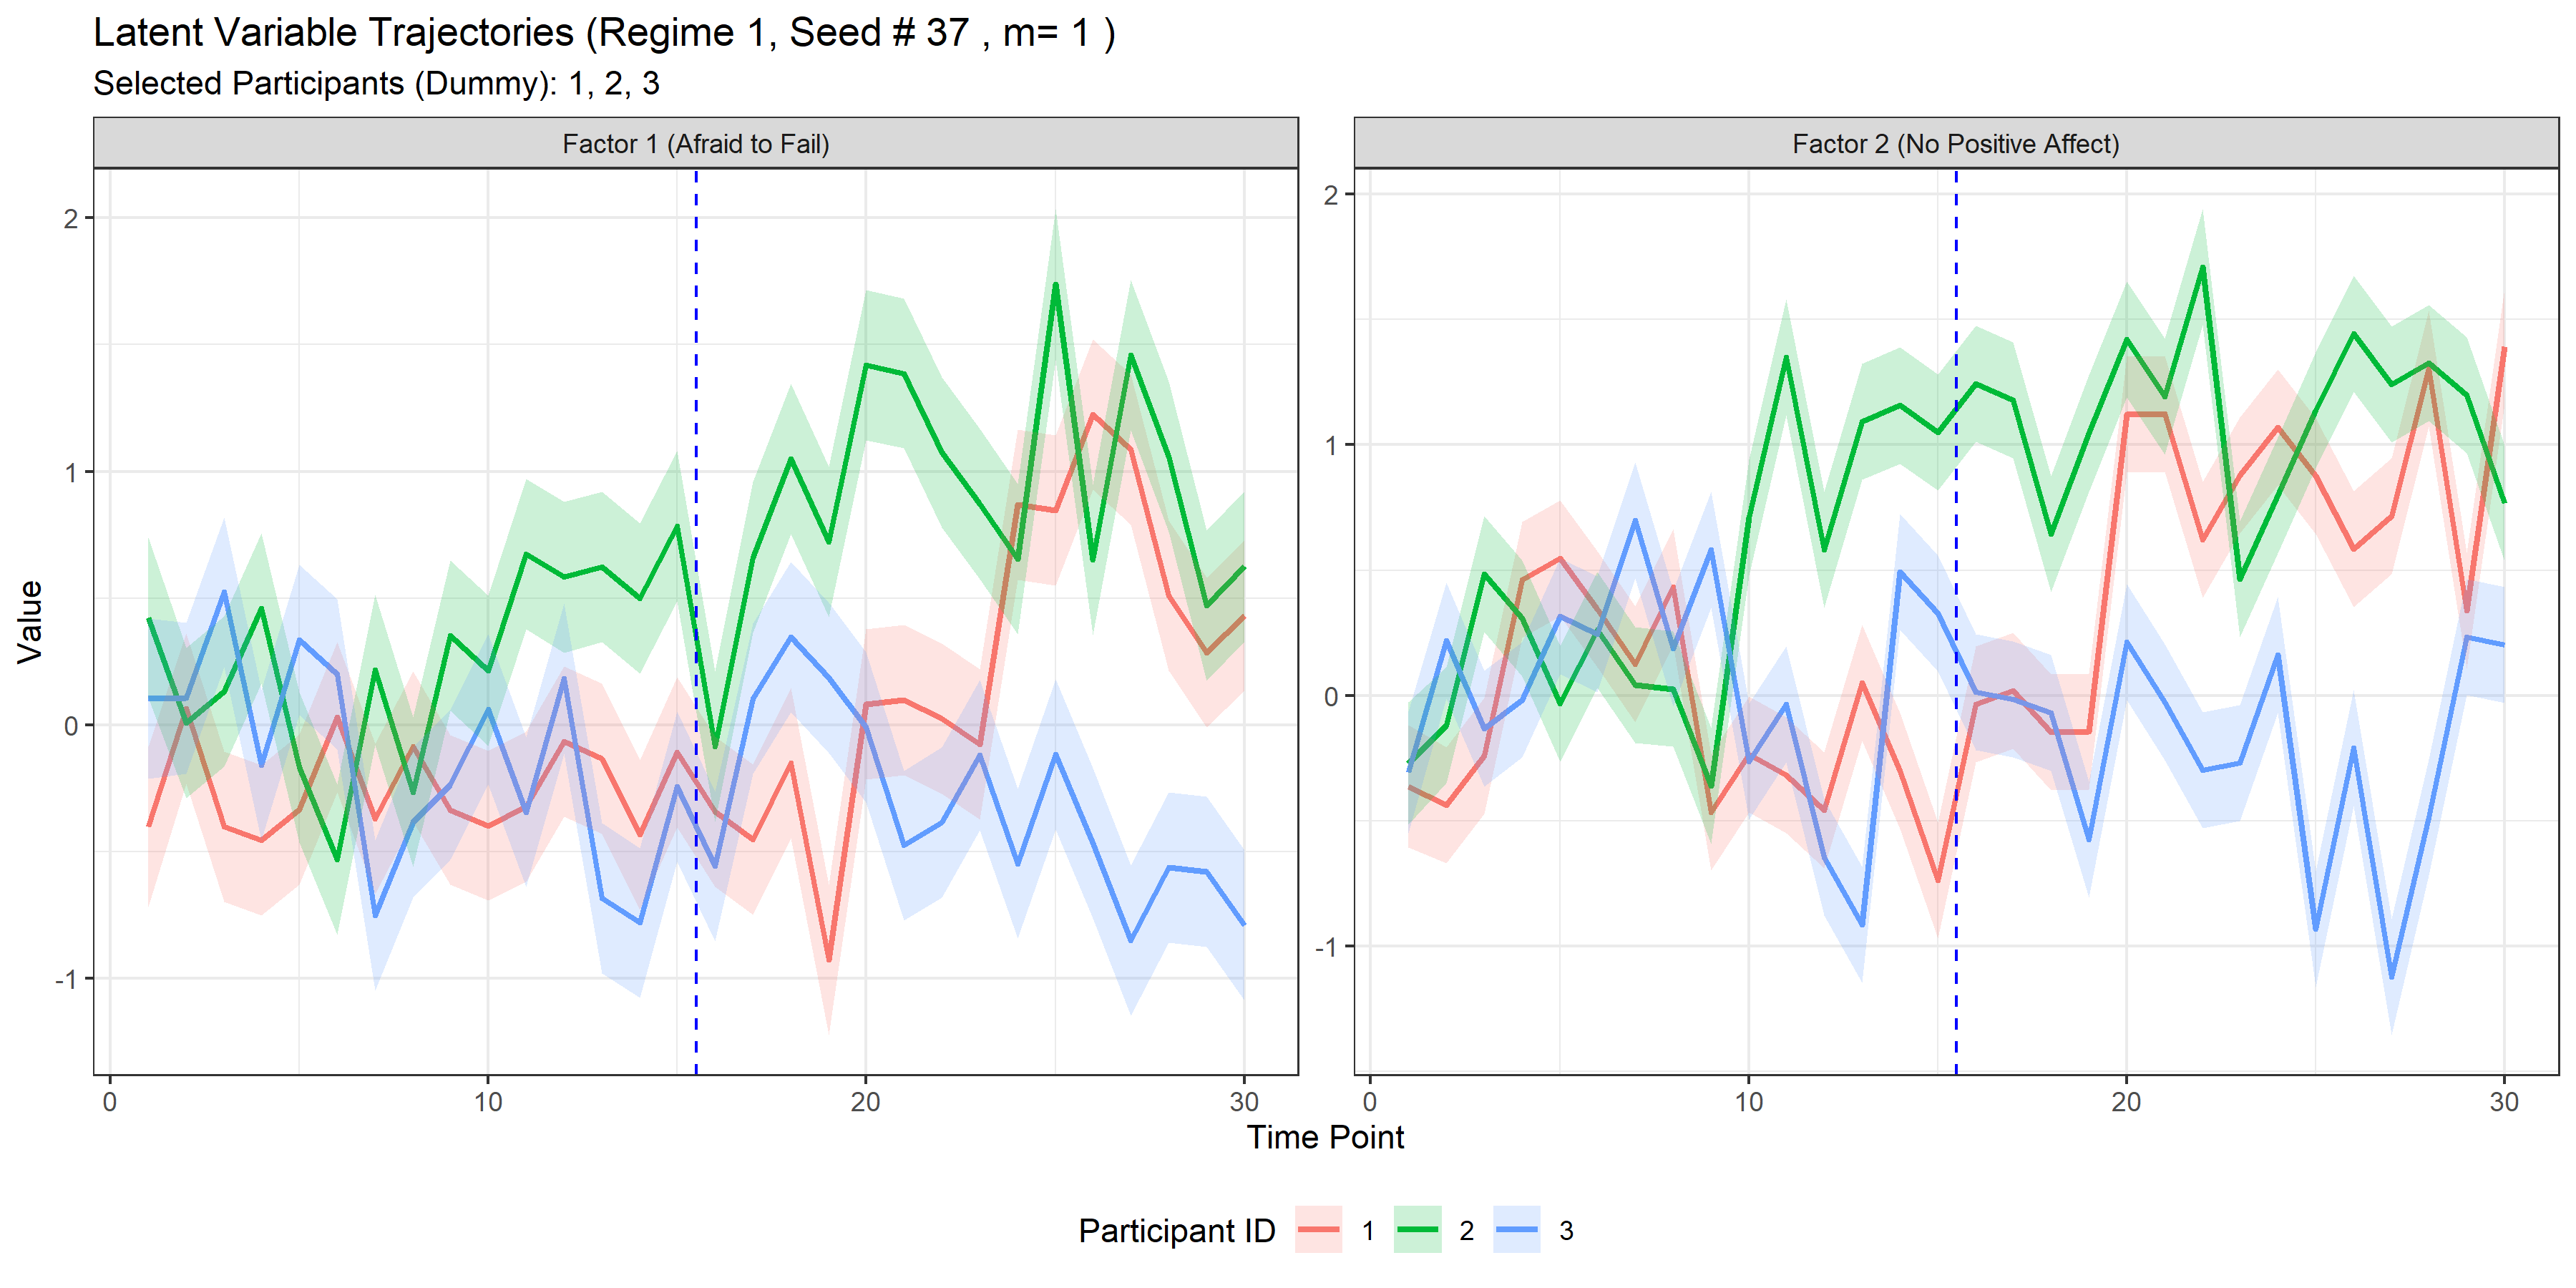 Latent Variable Trajectories (Regime 1, Seed # 37 , m= 1 )
Selected Participants (Dummy): 1, 2, 3
Factor 1 (Afraid to Fail)
Factor 2 (No Positive Affect)
Value
2
1
0
-1
2
1
0
-1
0 10 20 30
0 10 20 30
Time Point
Participant ID 1 2 3